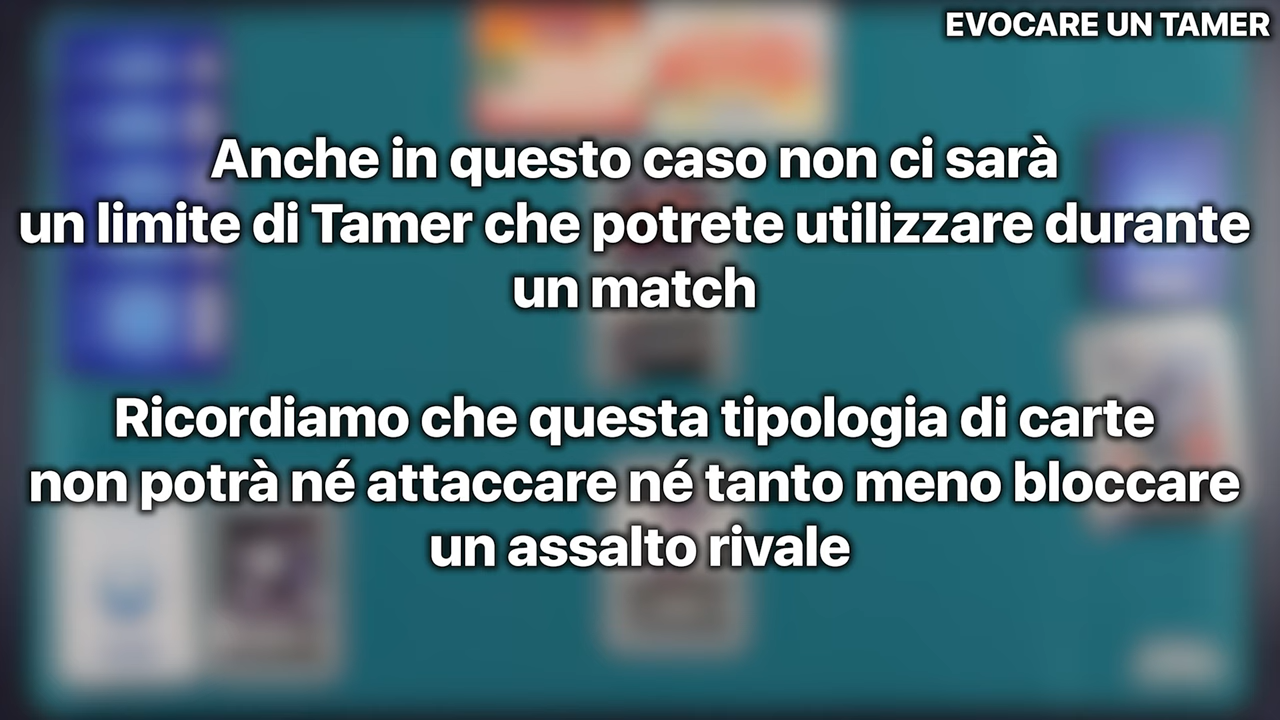 EVOCARE UN TAMER
Anche in questo caso non ci sarà
un limite di Tamer che potrete utilizzare durante
un match
Ricordiamo che questa tipologia di carte
non potrà né attaccare né tanto meno bloccare
un assalto rivale